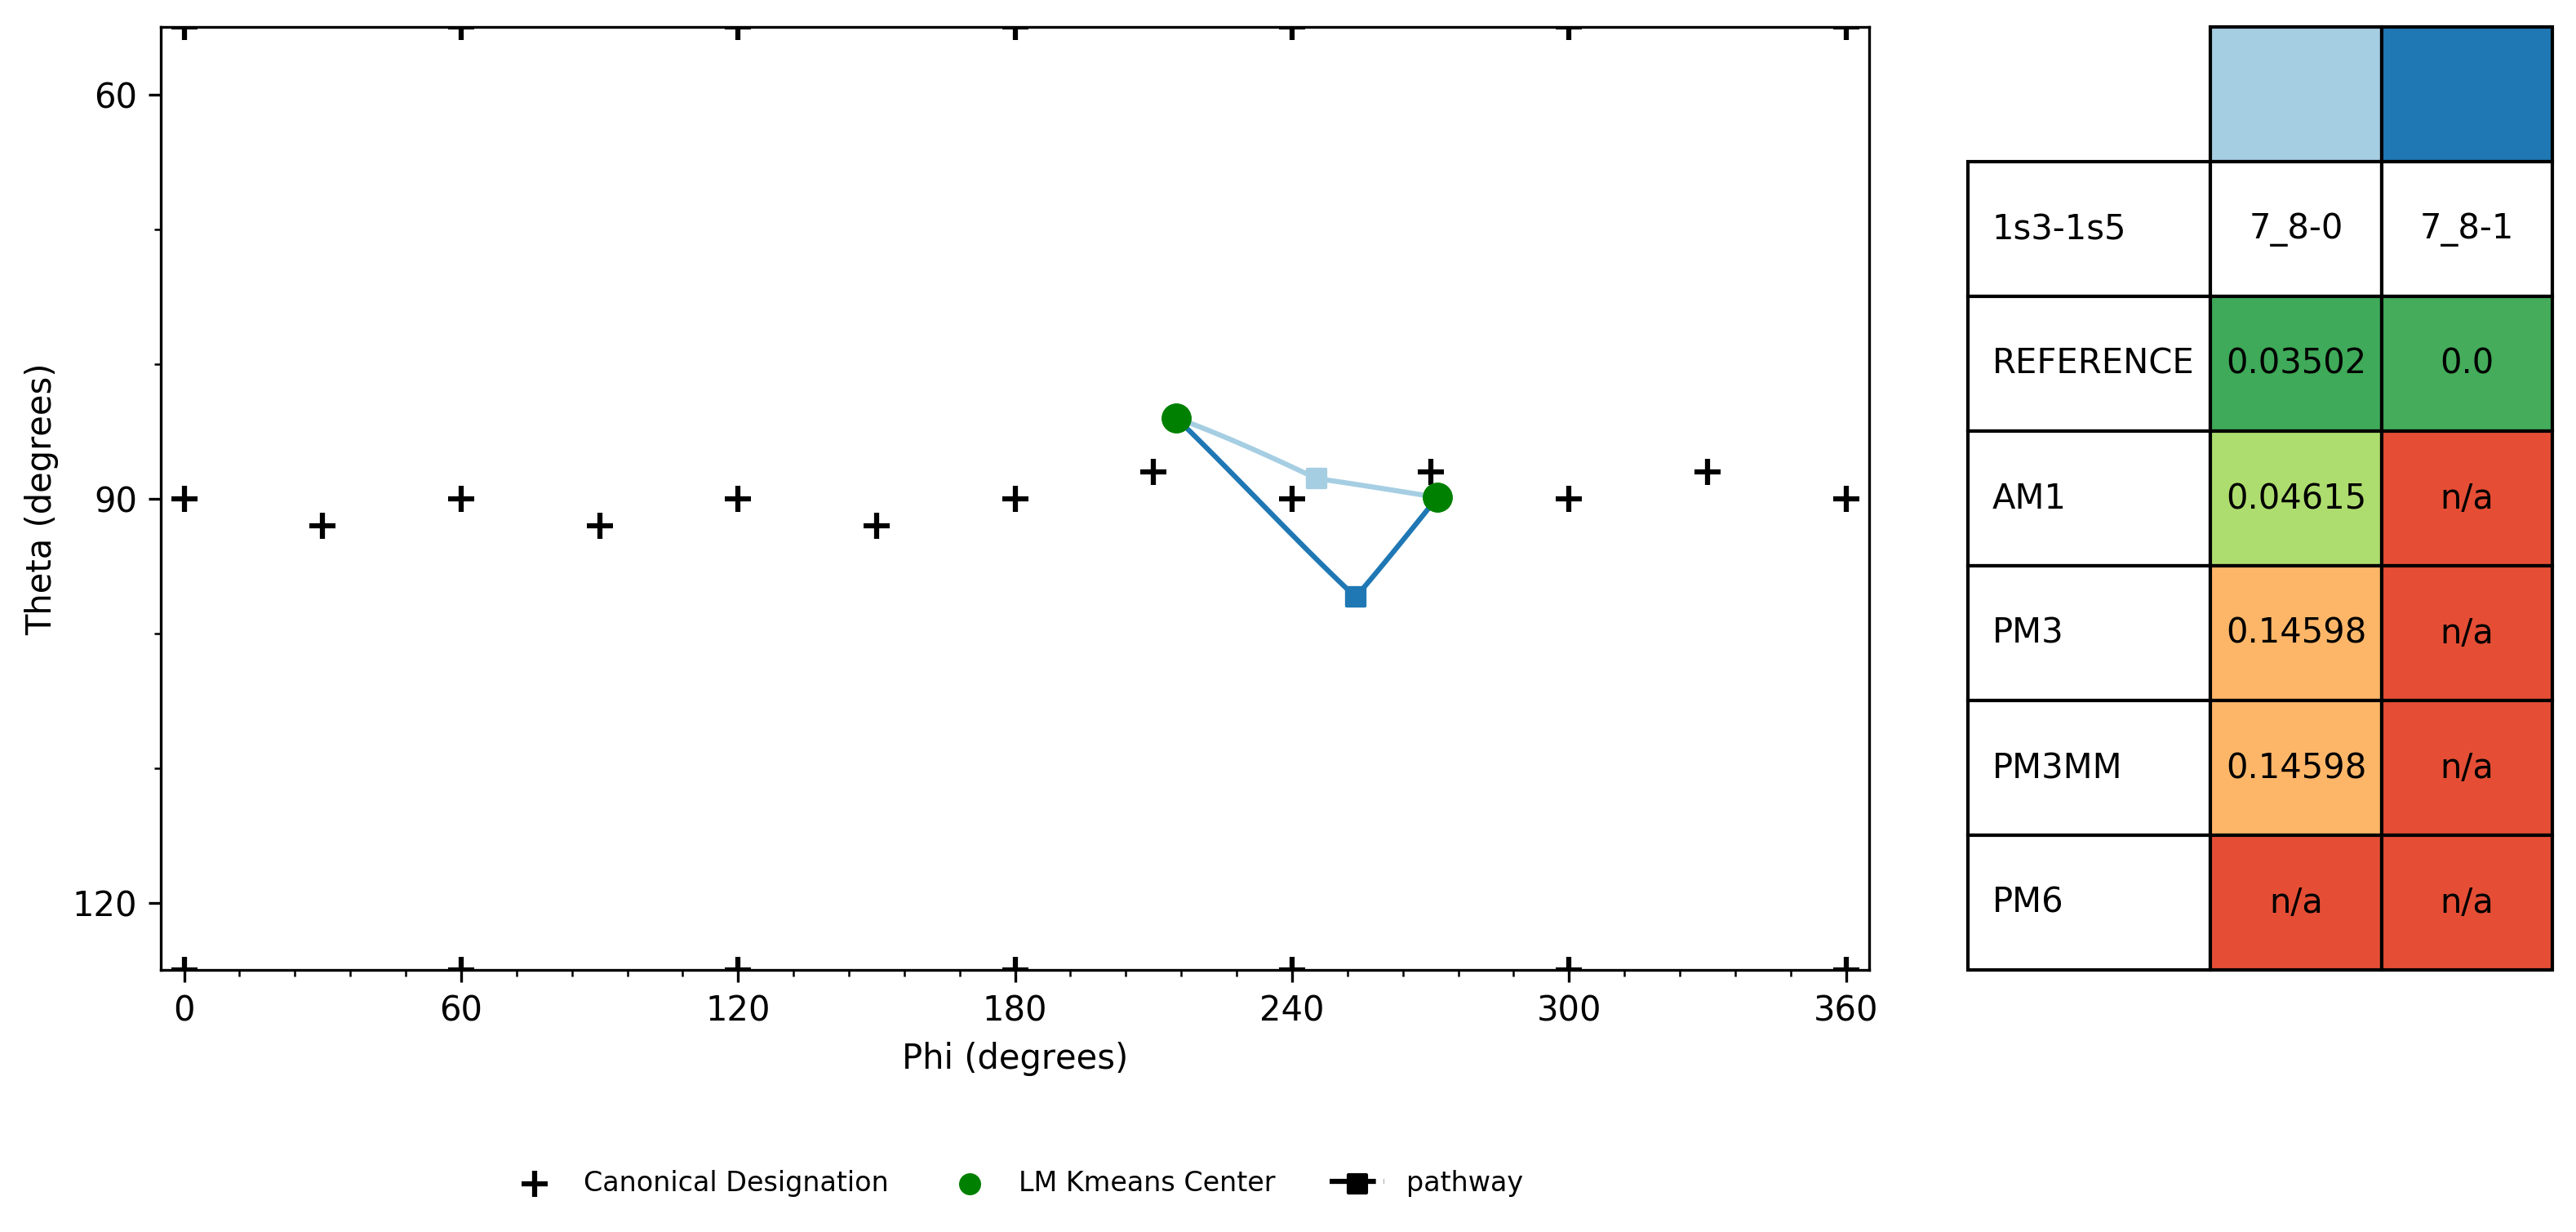 60
90
120
Theta (degrees)
0 60 120 180 240 300 360
Phi (degrees)
Canonical Designation LM Kmeans Center pathway
1s3-1s5 7_8-0 7_8-1
REFERENCE 0.03502 0.0
AM1 0.04615 n/a
PM3 0.14598 n/a
PM3MM 0.14598 n/a
PM6 n/a n/a